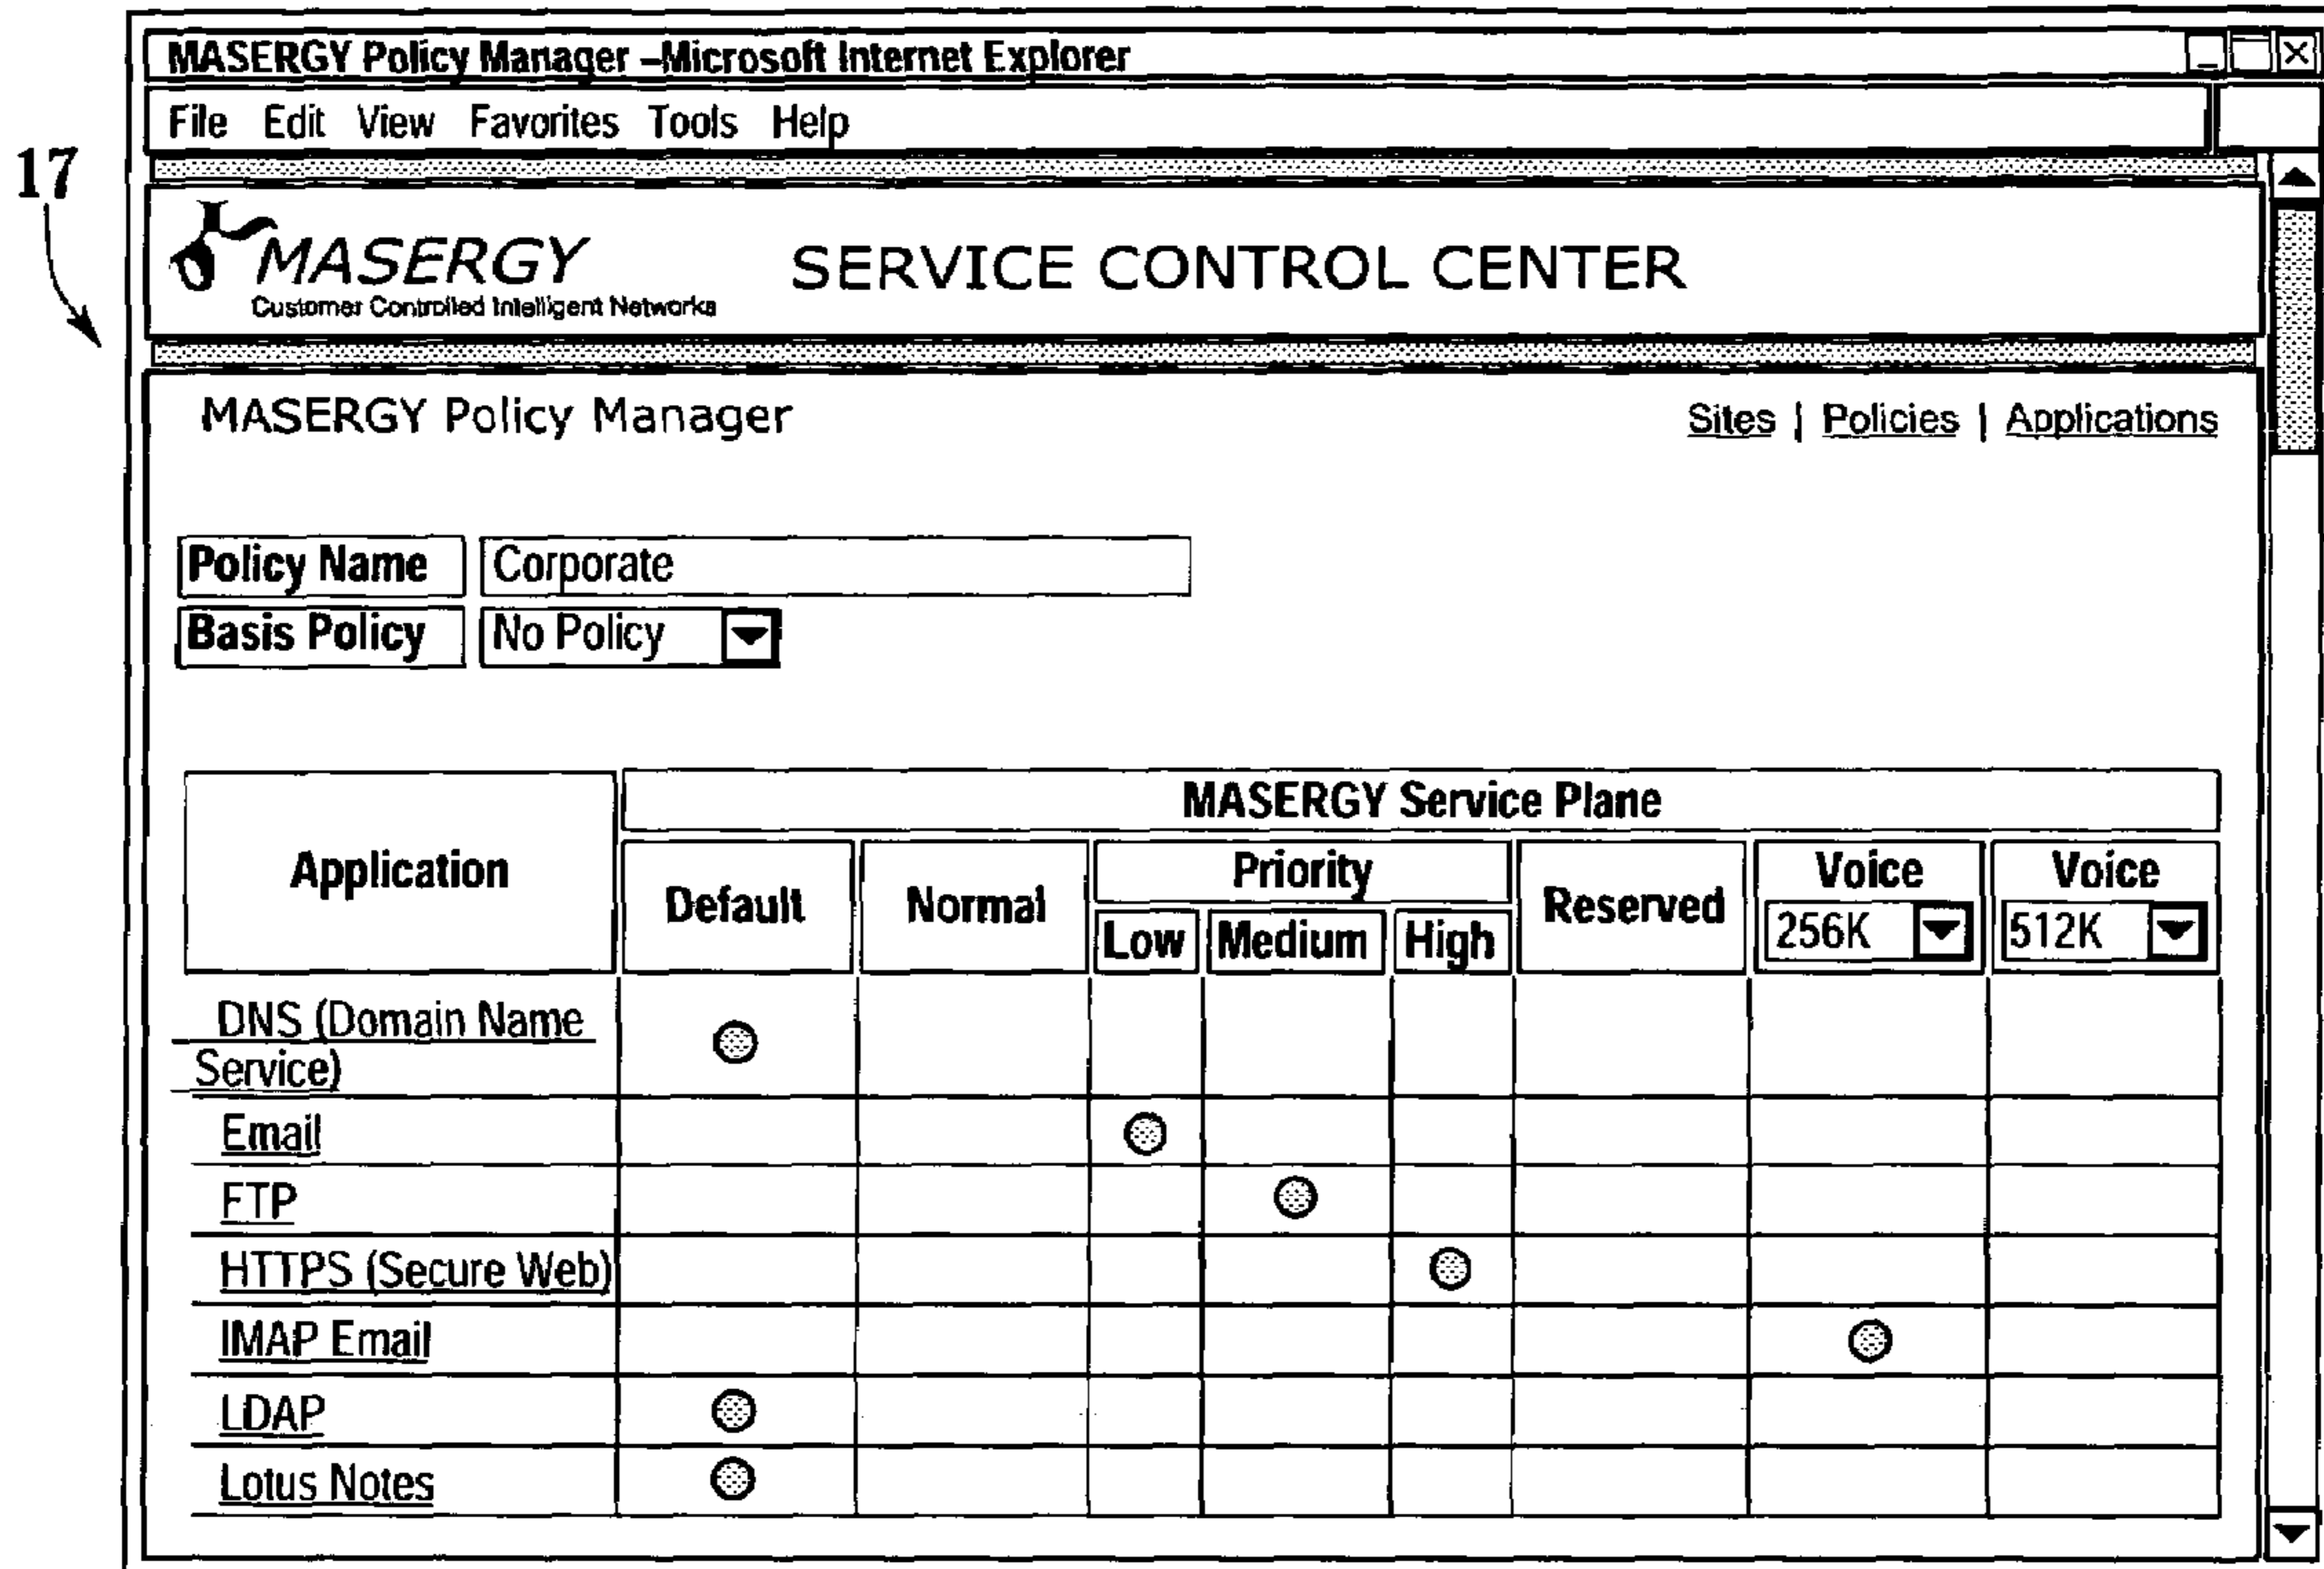 MASERGY Policy Manager –Microsoft Internet Explorer
File Edit View Favorites Tools Help
17
MASERGY
Customer Controlled Intelligent Networks
SERVICE CONTROL CENTER
MASERGY Policy Manager
Sites | Policies | Applications
Policy Name Corporate
Basis Policy No Policy
MASERGY Service Plane
Application
Default
Normal
Priority
Low Medium High
Reserved
Voice
256K
Voice
512K
DNS (Domain Name
Service)
Email
FTP
HTTPS (Secure Web)
IMAP Email
LDAP
Lotus Notes